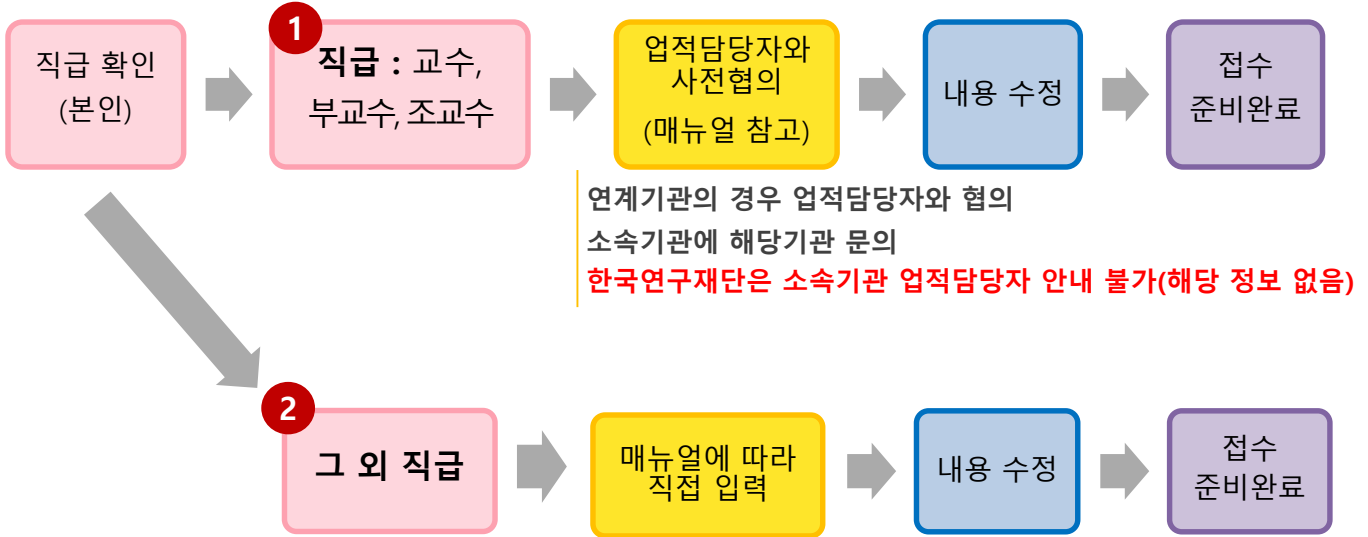 직급 확인
(본인)
1
직급 : 교수,
부교수, 조교수
업적담당자와
사전협의
(매뉴얼 참고)
내용 수정
접수
준비완료
연계기관의 경우 업적담당자와 협의
소속기관에 해당기관 문의
한국연구재단은 소속기관 업적담당자 안내 불가(해당 정보 없음)
2
그 외 직급
매뉴얼에 따라
직접 입력
내용 수정
접수
준비완료